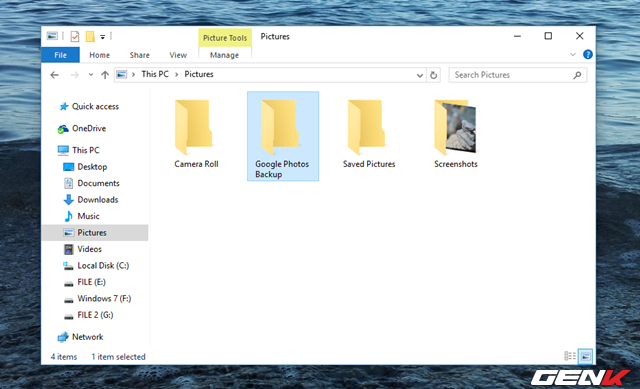 Picture Tools
Pictures
File
Home
Share
View
Manage
This PC > Pictures
Search Pictures
Quick access
OneDrive
This PC
Desktop
Documents
Downloads
Music
Pictures
Videos
Local Disk (C:)
FILE (E:)
Windows 7 (F:)
FILE 2 (G:)
Network
Camera Roll
Google Photos
Backup
Saved Pictures
Screenshots
4 items
1 item selected
GENK